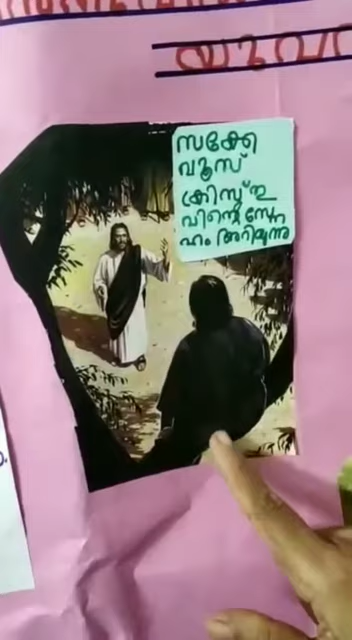 യുവ
സക്കേ
വൂസ്
ക്രിസ്തു
വിന്റെ സ്നേ
ഹം അറിയുന്നു